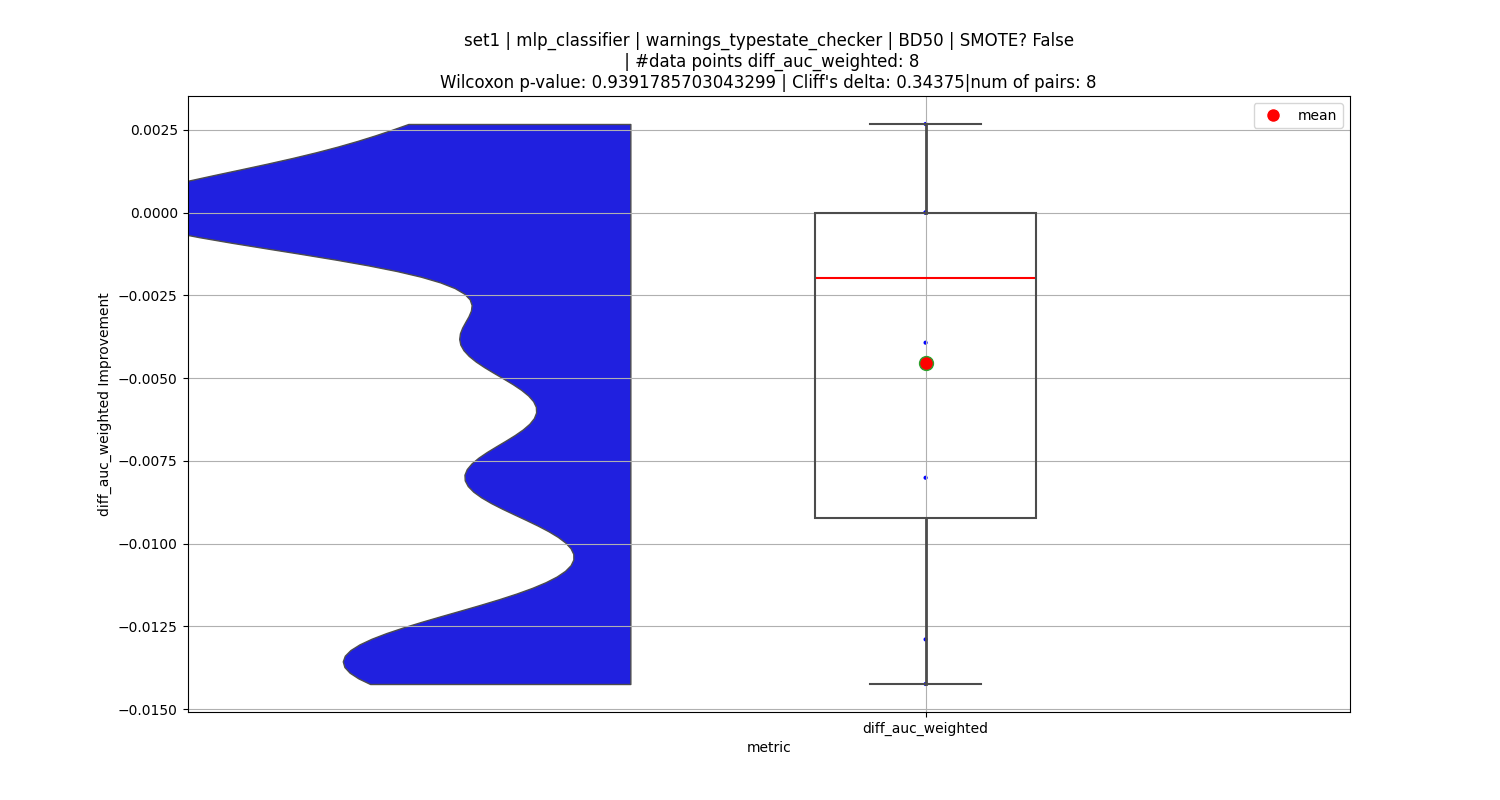 set1 | mlp_classifier | warnings_typestate_checker | BD50 | SMOTE? False
| #data points diff_auc_weighted: 8
Wilcoxon p-value: 0.9391785703043299 | Cliff's delta: 0.34375|num of pairs: 8
mean
0.0025
0.0000
−0.0025
−0.0050
−0.0075
−0.0100
−0.0125
−0.0150
diff_auc_weighted Improvement
diff_auc_weighted
metric